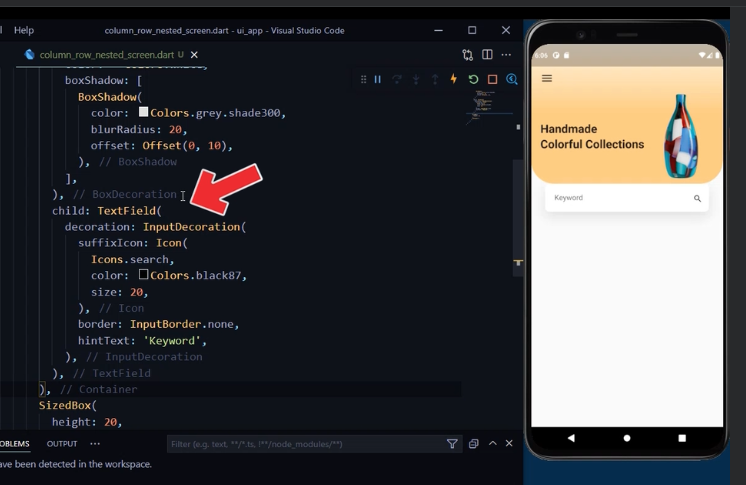 Help
column_row_nested_screen.dart - ui_app - Visual Studio Code
column_row_nested_screen.dart U
boxShadow: [
BoxShadow(
color: Colors.grey.shade300,
blurRadius: 20,
offset: Offset(0, 10),
), // BoxShadow
],
), // BoxDecoration
child: TextField(
decoration: InputDecoration(
suffixIcon: Icon(
Icons.search,
color: Colors.black87,
size: 20,
), // Icon
border: InputBorder.none,
hintText: 'Keyword',
), // InputDecoration
), // TextField
), // Container
SizedBox(
height: 20,
OBLEMS OUTPUT ...
Filter (e.g. text, **/*.ts, !**/node_modules/**)
ave been detected in the workspace.
6:06
Handmade
Colorful Collections
Keyword